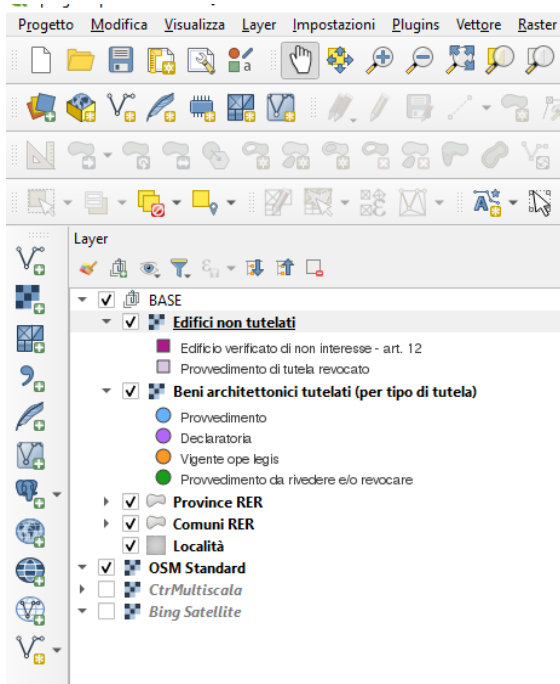 Progetto Modifica Visualizza Layer Impostazioni Plugins Vettore Raster
Layer
BASE
Edifici non tutelati
Edificio verificato di non interesse - art. 12
Provvedimento di tutela revocato
Beni architettonici tutelati (per tipo di tutela)
Provvedimento
Declaratoria
Vigente ope legis
Provvedimento da rivedere e/o revocare
Province RER
Comuni RER
Località
OSM Standard
CtrMultiscala
Bing Satellite